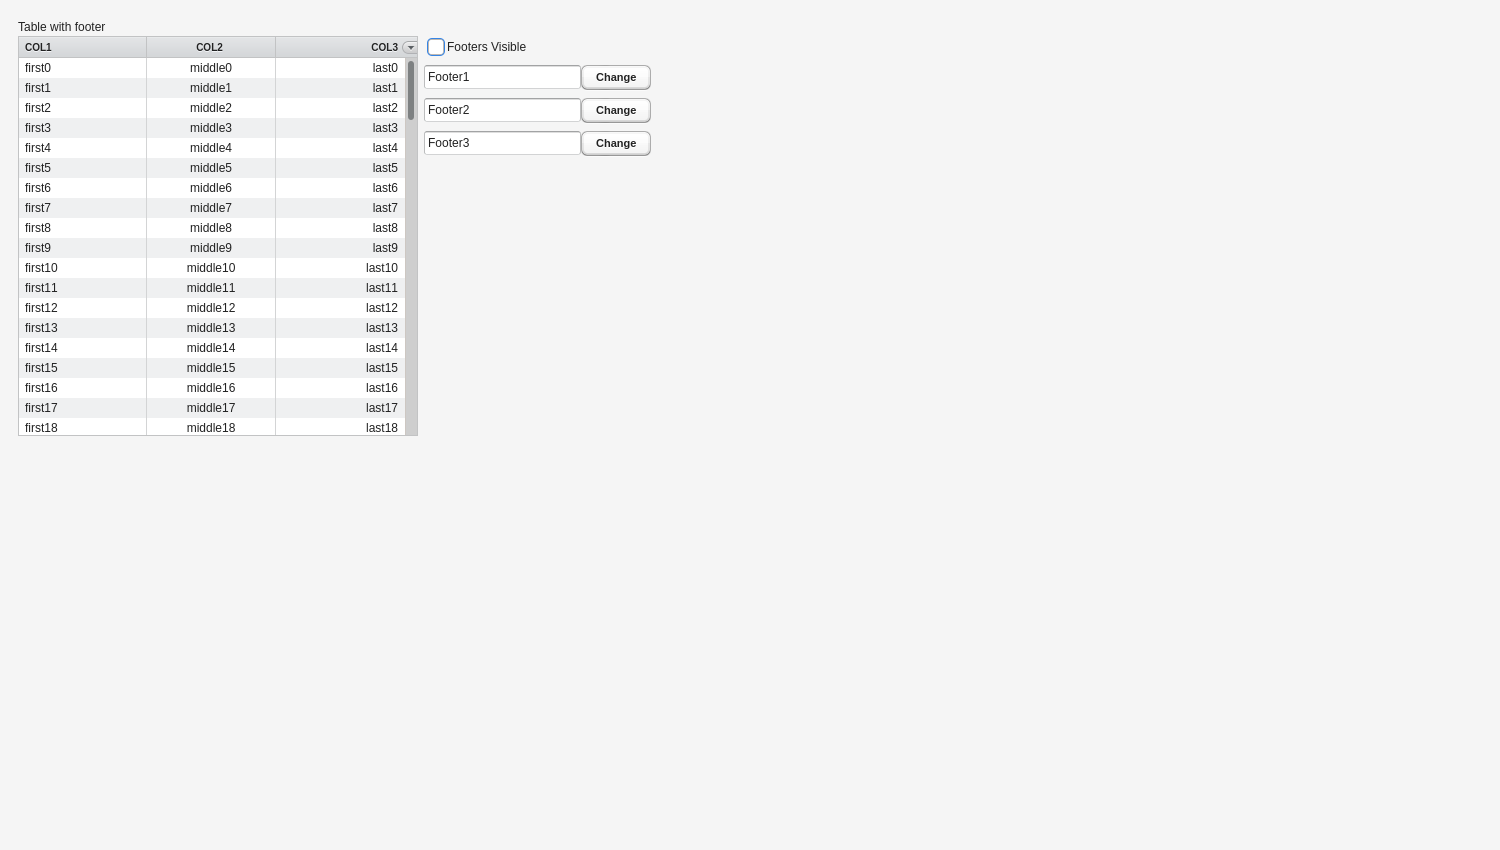 Table with footer
COL1 COL2 COL3
Footers Visible
first0 middle0 last0
Footer1 Change
first1 middle1 last1
first2 middle2 last2
Footer2 Change
first3 middle3 last3
first4 middle4 last4
Footer3 Change
first5 middle5 last5
first6 middle6 last6
first7 middle7 last7
first8 middle8 last8
first9 middle9 last9
first10 middle10 last10
first11 middle11 last11
first12 middle12 last12
first13 middle13 last13
first14 middle14 last14
first15 middle15 last15
first16 middle16 last16
first17 middle17 last17
first18 middle18 last18